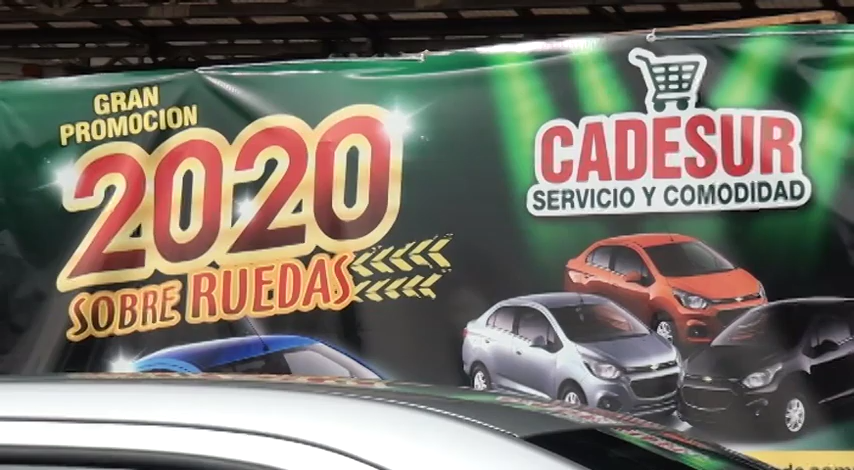 GRAN
PROMOCION
2020
SOBRE RUEDAS
CADESUR
SERVICIO Y COMODIDAD